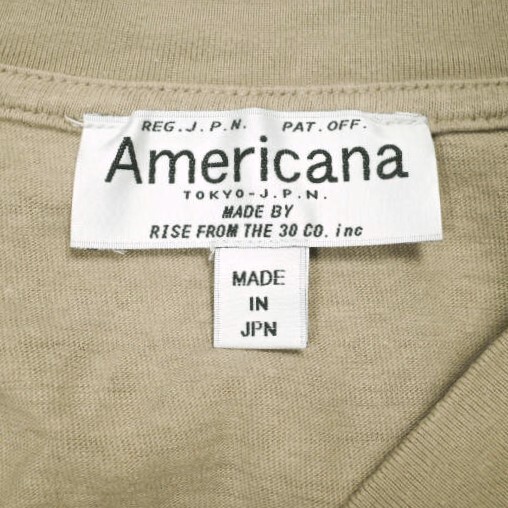 REG.J.P.N. PAT.OFF.
Americana
TOKYO-J.P.N.
MADE BY
RISE FROM THE 30 CO. inc
MADE
IN
JPN